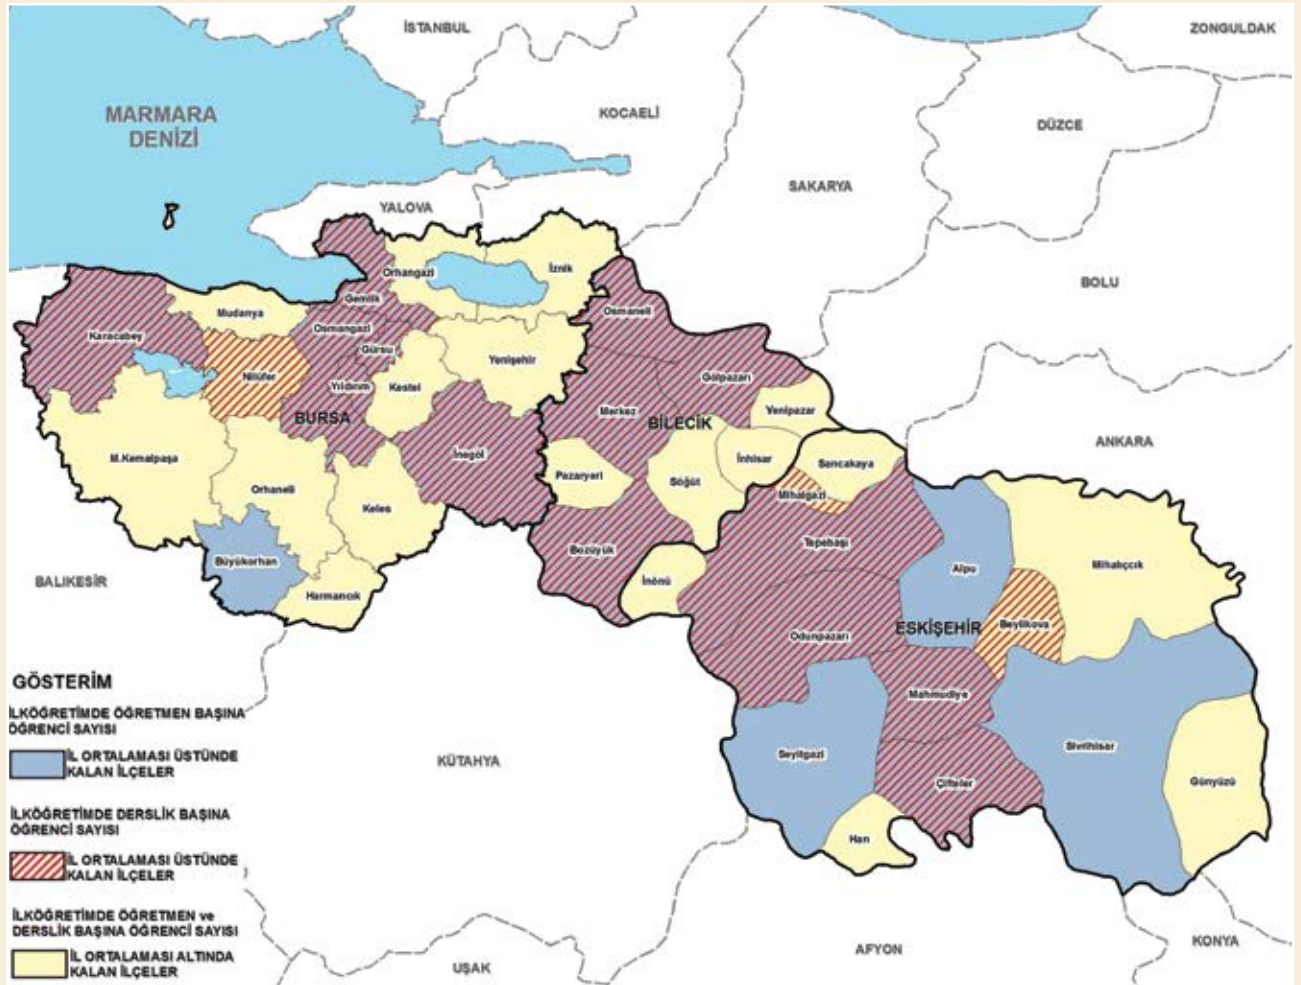 İSTANBUL
ZONGULDAK
MARMARA
DENİZİ
KOCAELİ
DÜZCE
SAKARYA
YALOVA
BOLU
Orhangazi
İznik
Gemlik
Mudanya
Osmangazi
Osmaneli
Karacabey
Gürsu
Yenişehir
Nilüfer
Yıldırım
Kestel
Gölpazarı
BURSA
Merkez
BİLECİK
Yenipazar
ANKARA
M.Kemalpaşa
İnegöl
İnhisar
Sarıcakaya
Pazaryeri
Söğüt
Orhaneli
Mihalgazi
Keles
Tepebaşı
Bozüyük
Büyükorhan
Alpu
Mihalıççık
BALIKESİR
İnönü
Harmancık
Beylikova
ESKİŞEHİR
Odunpazarı
Mahmudiye
Sivrihisar
Seyitgazi
KÜTAHYA
Çifteler
Günyüzü
Han
AFYON
KONYA
UŞAK
GÖSTERİM
İLKÖĞRETİMDE ÖĞRETMEN BAŞINA
ÖĞRENCİ SAYISI
İL ORTALAMASI ÜSTÜNDE
KALAN İLÇELER
İLKÖĞRETİMDE DERSLİK BAŞINA
ÖĞRENCİ SAYISI
İL ORTALAMASI ÜSTÜNDE
KALAN İLÇELER
İLKÖĞRETİMDE ÖĞRETMEN ve
DERSLİK BAŞINA ÖĞRENCİ SAYISI
İL ORTALAMASI ALTINDA
KALAN İLÇELER